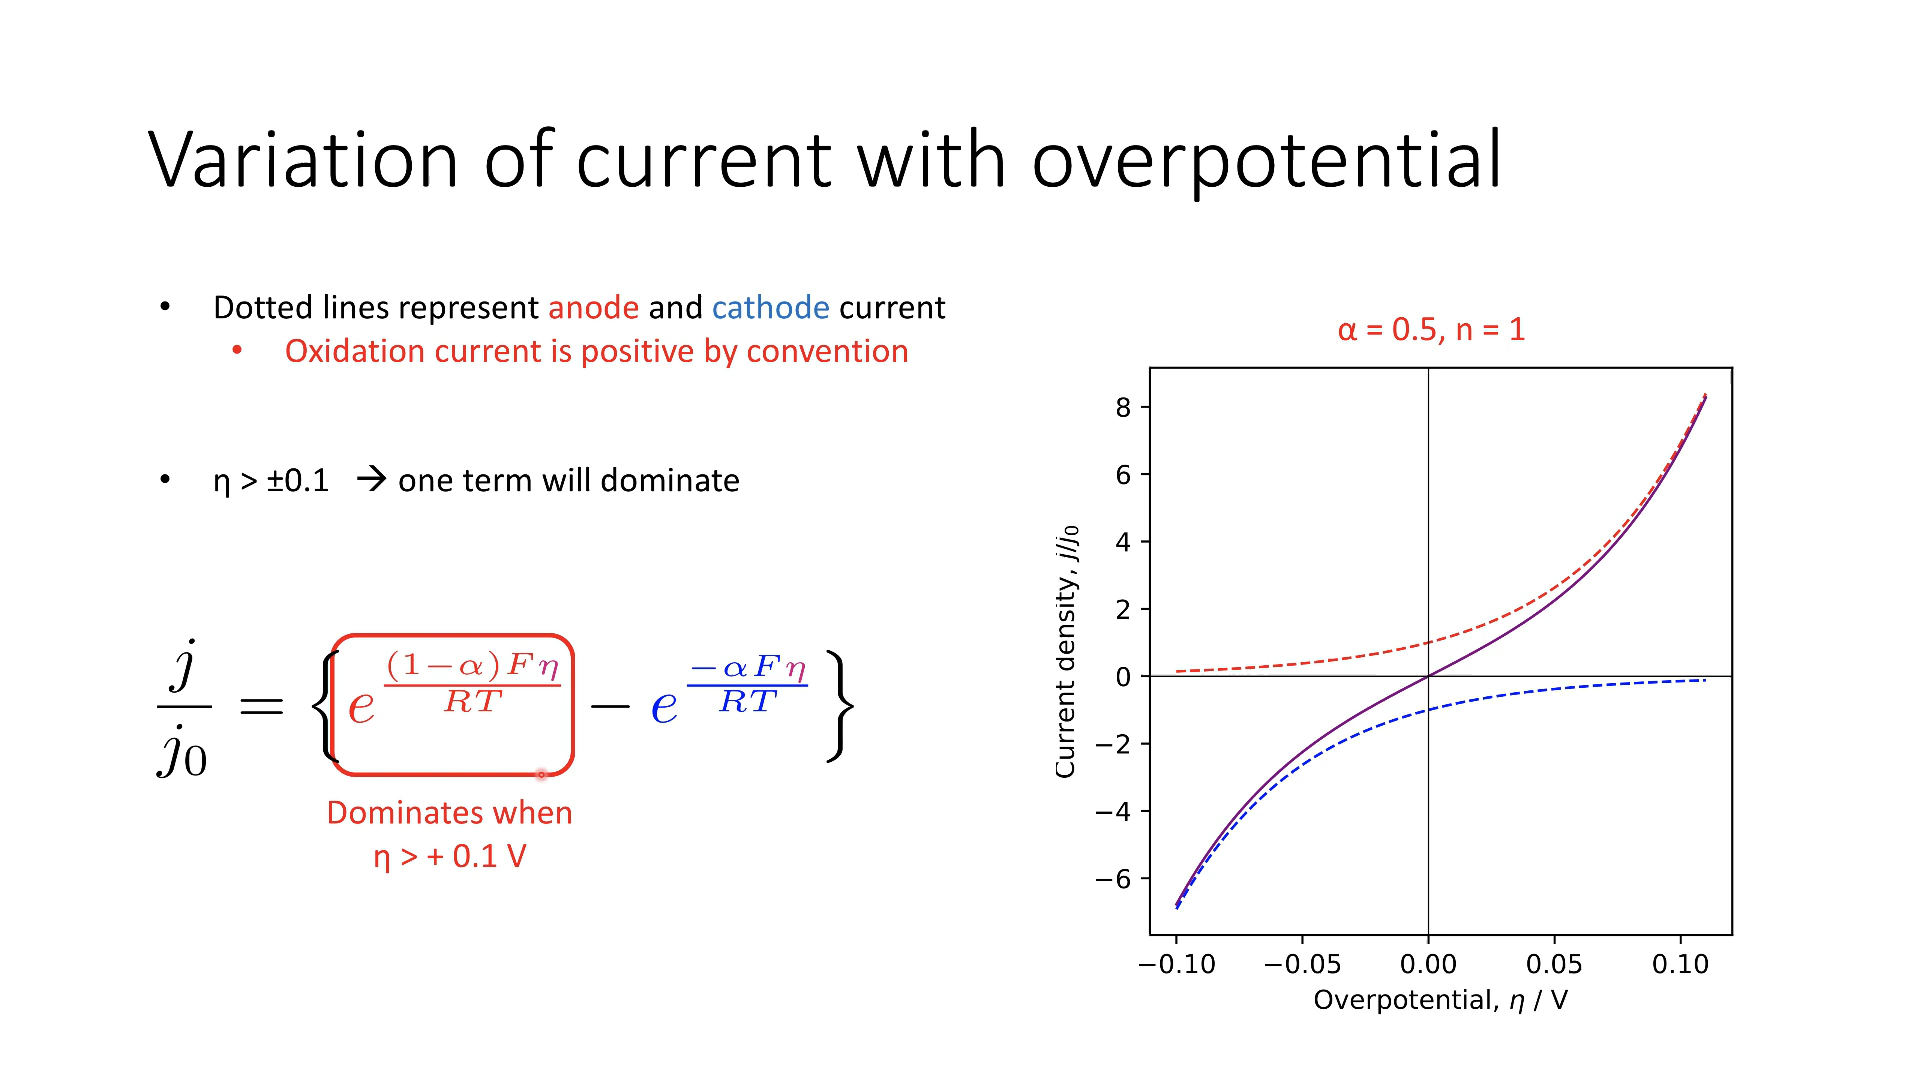 Variation of current with overpotential
• Dotted lines represent anode and cathode current
• Oxidation current is positive by convention
• η > ±0.1 → one term will dominate
j/j₀ = { e^((1−α)Fη/RT) − e^(−αFη/RT) }
Dominates when
η > + 0.1 V
α = 0.5, n = 1
Current density, j/j₀
8
6
4
2
0
−2
−4
−6
−0.10 −0.05 0.00 0.05 0.10
Overpotential, η / V